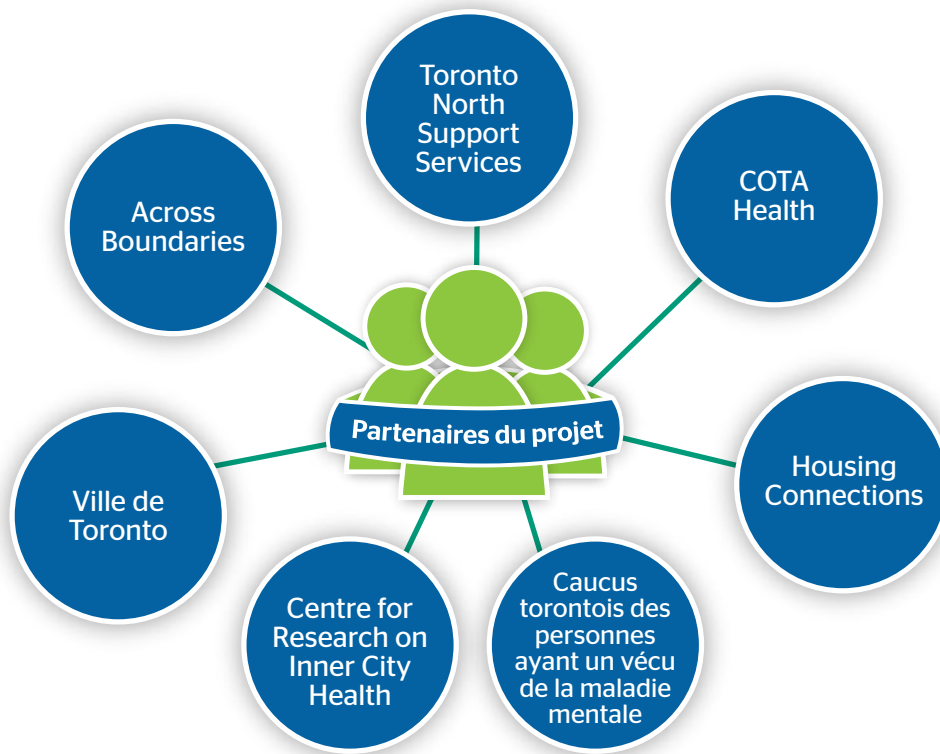 Toronto
North
Support
Services
COTA
Health
Across
Boundaries
Partenaires du projet
Housing
Connections
Ville de
Toronto
Centre for
Research on
Inner City
Health
Caucus
torontois des
personnes
ayant un vécu
de la maladie
mentale